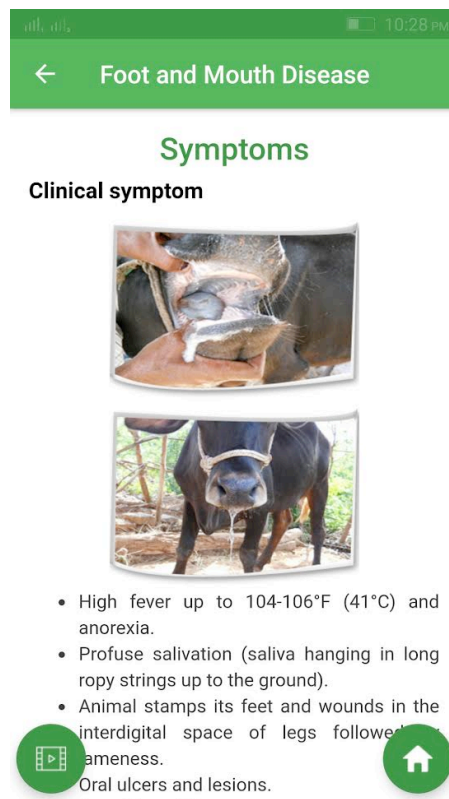 10:28 PM
Foot and Mouth Disease
Symptoms
Clinical symptom
• High fever up to 104-106°F (41°C) and
anorexia.
• Profuse salivation (saliva hanging in long
ropy strings up to the ground).
• Animal stamps its feet and wounds in the
interdigital space of legs
Oral ulcers and lesions.